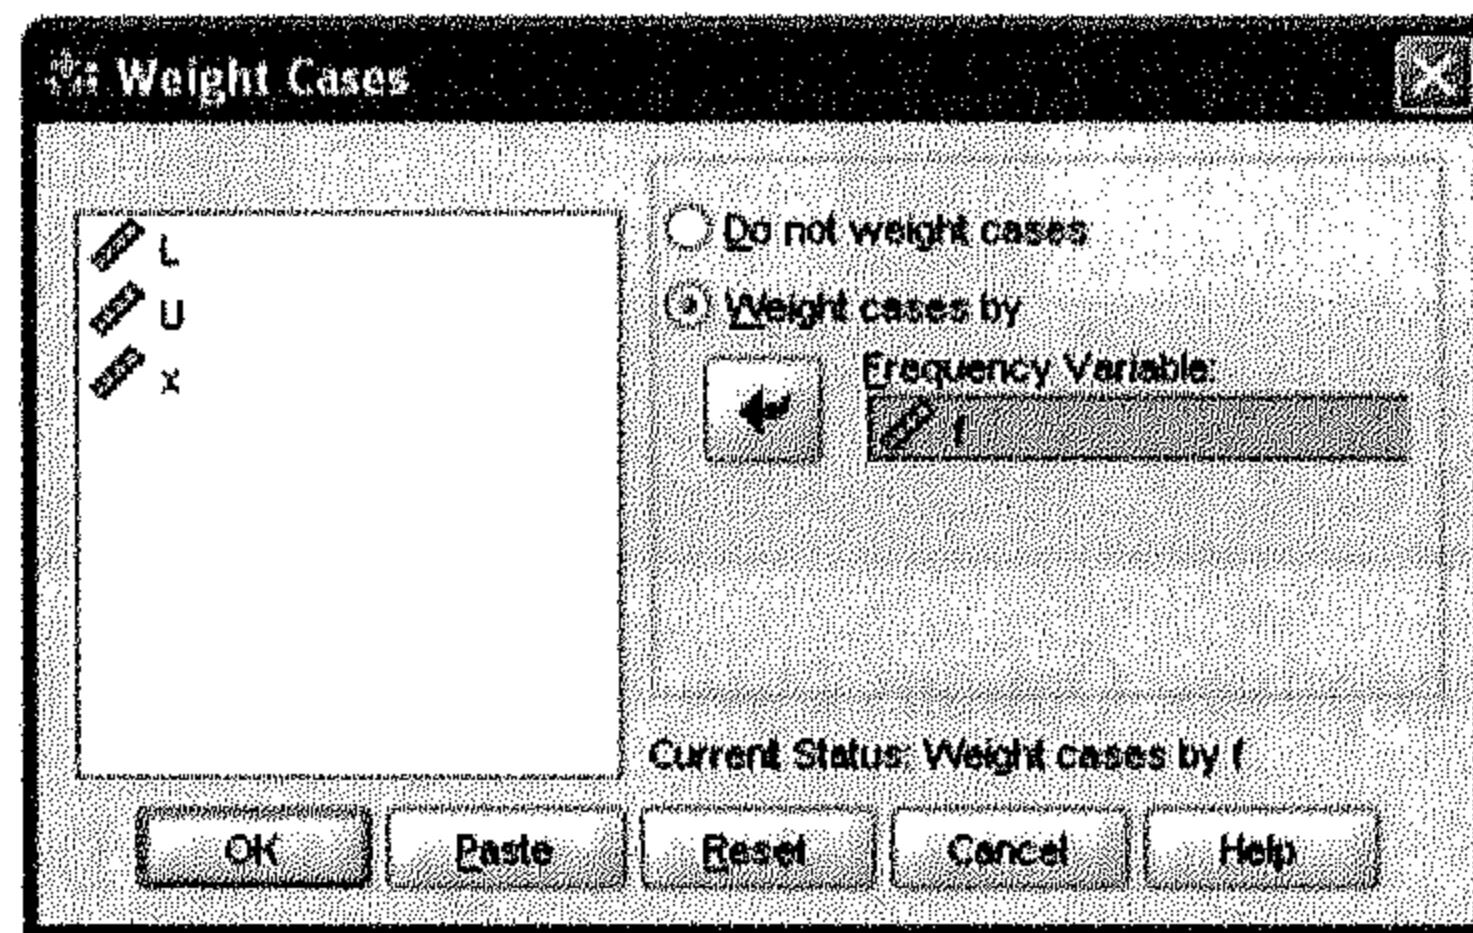 Weight Cases
L
U
x
Do not weight cases
Weight cases by
Frequency Variable:
f
Current Status: Weight cases by f
OK Paste Reset Cancel Help